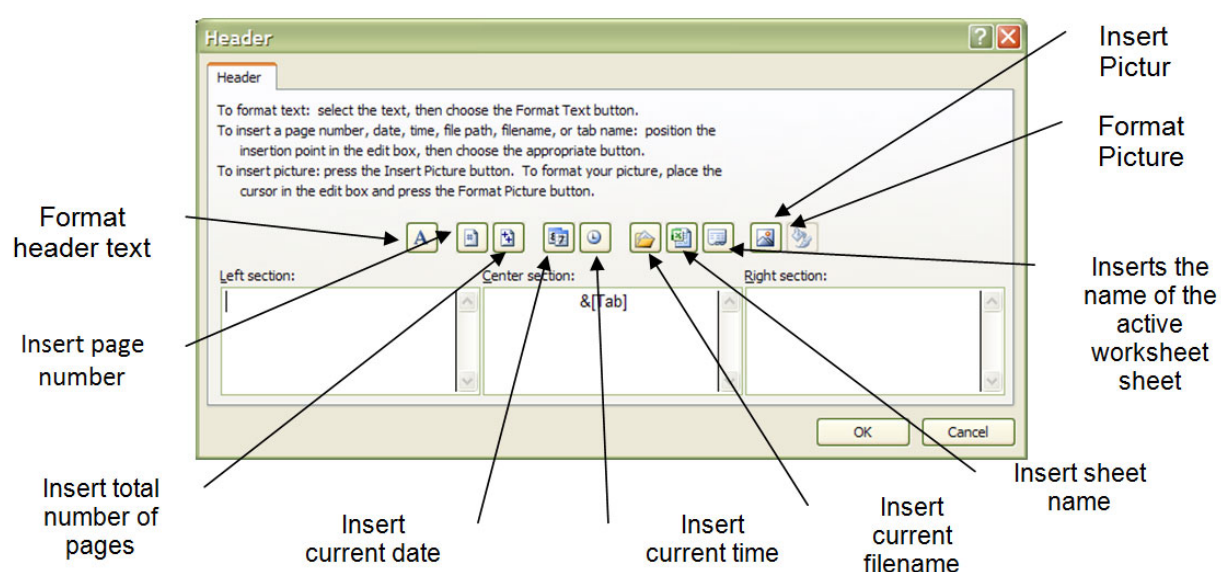 Header
Header
To format text: select the text, then choose the Format Text button.
To insert a page number, date, time, file path, filename, or tab name: position the
insertion point in the edit box, then choose the appropriate button.
To insert picture: press the Insert Picture button. To format your picture, place the
cursor in the edit box and press the Format Picture button.
A
Left section:
Center section:
Right section:
&[Tab]
OK
Cancel
Insert
Pictur
Format
Picture
Format
header text
Inserts the
name of the
active
worksheet
sheet
Insert page
number
Insert sheet
name
Insert total
number of
pages
Insert
current date
Insert
current time
Insert
current
filename